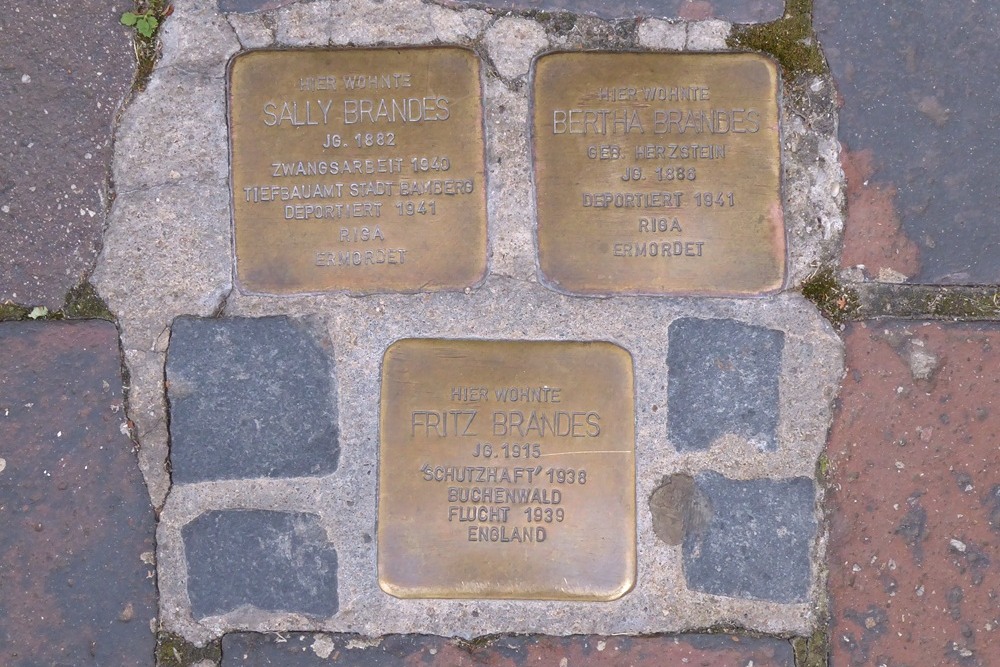 HIER WOHNTE
SALLY BRANDES
JG. 1882
ZWANGSARBEIT 1940
TIEFBAUAMT STADT BAMBERG
DEPORTIERT 1941
RIGA
ERMORDET
HIER WOHNTE
BERTHA BRANDES
GEB. HERZSTEIN
JG. 1888
DEPORTIERT 1941
RIGA
ERMORDET
HIER WOHNTE
FRITZ BRANDES
JG. 1915
'SCHUTZHAFT' 1938
BUCHENWALD
FLUCHT 1939
ENGLAND